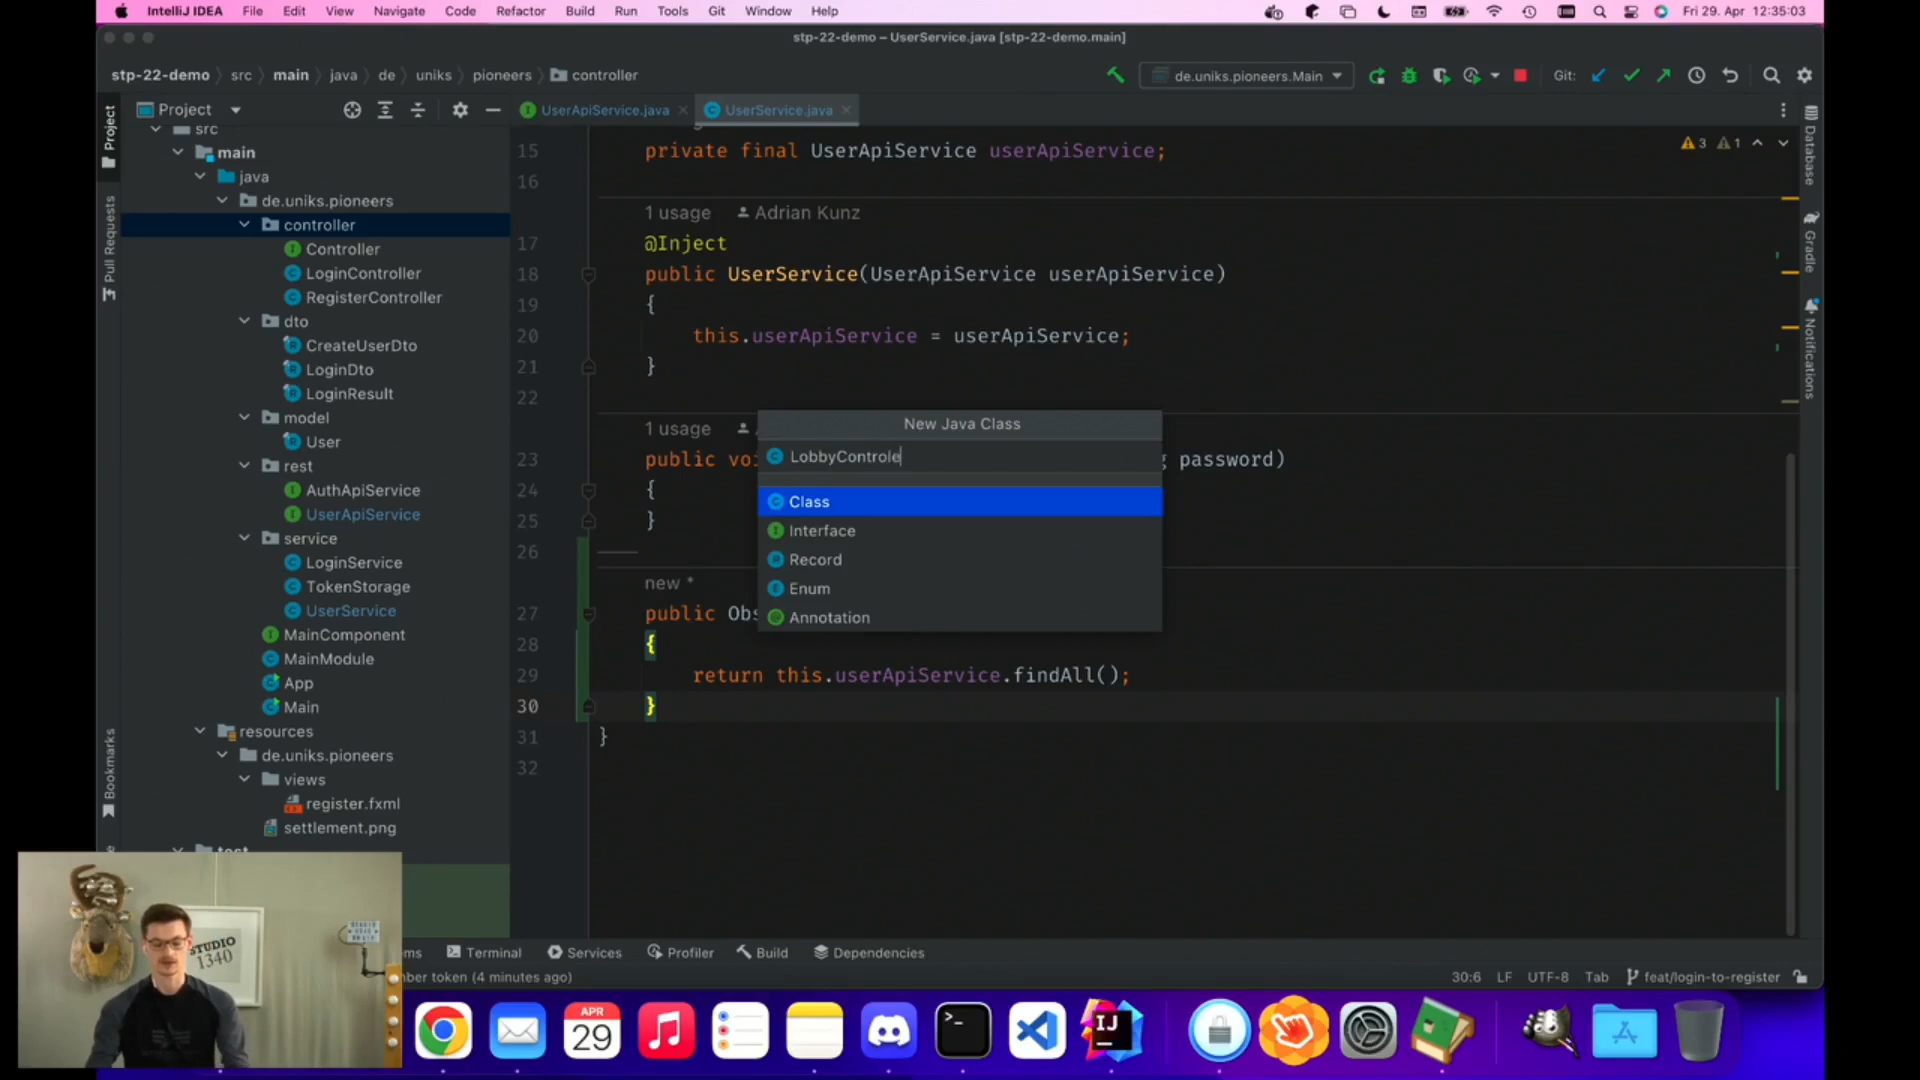 IntelliJ IDEA File Edit View Navigate Code Refactor Build Run Tools Git Window Help Fri 29. Apr 12:35:03
stp-22-demo – UserService.java [stp-22-demo.main]
stp-22-demo src main java de uniks pioneers controller de.uniks.pioneers.Main Git:
Project UserApiService.java UserService.java
Project
Pull Requests
Bookmarks
src
main
java
de.uniks.pioneers
controller
Controller
LoginController
RegisterController
dto
CreateUserDto
LoginDto
LoginResult
model
User
rest
AuthApiService
UserApiService
service
LoginService
TokenStorage
UserService
MainComponent
MainModule
App
Main
resources
de.uniks.pioneers
views
register.fxml
settlement.png
test
3 1
15 private final UserApiService userApiService;
16
1 usage Adrian Kunz
17 @Inject
18 public UserService(UserApiService userApiService)
19 {
20 this.userApiService = userApiService;
21 }
22
1 usage
23 public voi password)
24 {
25 }
26
new *
27 public Obs
28 {
29 return this.userApiService.findAll();
30 }
31 }
32
New Java Class
LobbyControle
Class
Interface
Record
Enum
Annotation
Database
Gradle
Notifications
ms Terminal Services Profiler Build Dependencies
ber token (4 minutes ago) 30:6 LF UTF-8 Tab feat/login-to-register
STUDIO
1340
APR
29
IJ